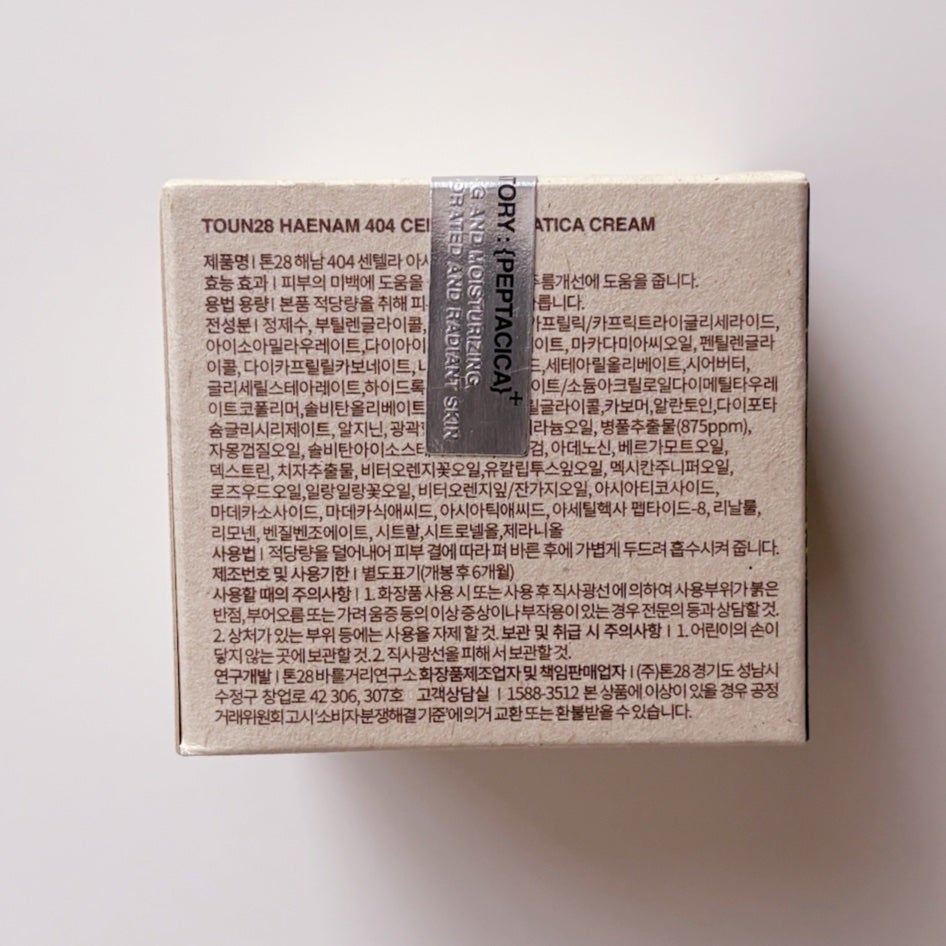 TOUN28 HAENAM 404 CE ATICA CREAM
제품명 | 톤28 해남 404 센텔라 아시
효능 효과 | 피부의 미백에 도움을 주름개선에 도움을 줍니다.
용법 용량 | 본품 적당량을 취해 피 바릅니다.
전성분 | 정제수, 부틸렌글라이콜, 카프릴릭/카프릭트라이글리세라이드,
아이소아밀라우레이트,다이아이 이트, 마카다미아씨오일, 펜틸렌글라
이콜, 다이카프릴릴카보네이트, 세테아릴올리베이트,시어버터,
글리세릴스테아레이트,하이드록 이트/소듐아크릴로일다이메틸타우레
이트코폴리머,솔비탄올리베이트 릴글라이콜,카보머,알란토인,다이포타
슘글리시리제이트, 알지닌, 광곽 라늄오일, 병풀추출물(875ppm),
자몽껍질오일, 솔비탄아이소스테 검, 아데노신, 베르가모트오일,
덱스트린, 치자추출물, 비터오렌지꽃오일,유칼립투스잎오일, 멕시칸주니퍼오일,
로즈우드오일,일랑일랑꽃오일, 비터오렌지잎/잔가지오일, 아시아티코사이드,
마데카소사이드, 마데카식애씨드, 아시아틱애씨드, 아세틸헥사 펩타이드-8, 리날룰,
리모넨, 벤질벤조에이트, 시트랄,시트로넬올,제라니올
사용법 | 적당량을 덜어내어 피부 결에 따라 펴 바른 후에 가볍게 두드려 흡수시켜 줍니다.
제조번호 및 사용기한 | 별도표기(개봉 후 6개월)
사용할 때의 주의사항 | 1. 화장품 사용 시 또는 사용 후 직사광선에 의하여 사용부위가 붉은
반점, 부어오름 또는 가려움증 등의 이상 증상이나 부작용이 있는 경우 전문의 등과 상담할 것.
2. 상처가 있는 부위 등에는 사용을 자제할 것. 보관 및 취급 시 주의사항 | 1. 어린이의 손이
닿지 않는 곳에 보관할 것. 2. 직사광선을 피해서 보관할 것.
연구개발 | 톤28 바를거리연구소 화장품제조업자 및 책임판매업자 | (주)톤28 경기도 성남시
수정구 창업로 42 306, 307호 고객상담실 | 1588-3512 본 상품에 이상이 있을 경우 공정
거래위원회 고시'소비자 분쟁해결 기준'에 의거 교환 또는 환불받을 수 있습니다.
TORY : {PEPTACICA}+
G AND MOISTURIZING,
DRATED AND RADIANT SKIN